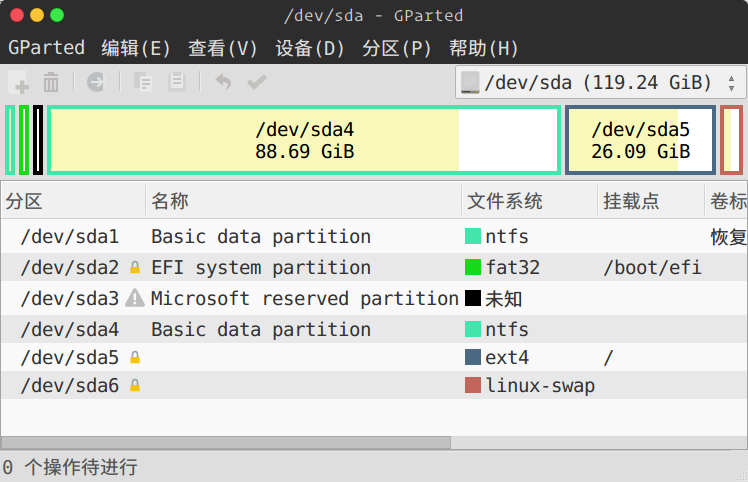 /dev/sda - GParted
GParted 编辑(E) 查看(V) 设备(D) 分区(P) 帮助(H)
/dev/sda (119.24 GiB)
/dev/sda4 /dev/sda5
88.69 GiB 26.09 GiB
分区 名称 文件系统 挂载点 卷标
/dev/sda1 Basic data partition ntfs 恢复
/dev/sda2 EFI system partition fat32 /boot/efi
/dev/sda3 Microsoft reserved partition 未知
/dev/sda4 Basic data partition ntfs
/dev/sda5 ext4 /
/dev/sda6 linux-swap
0 个操作待进行